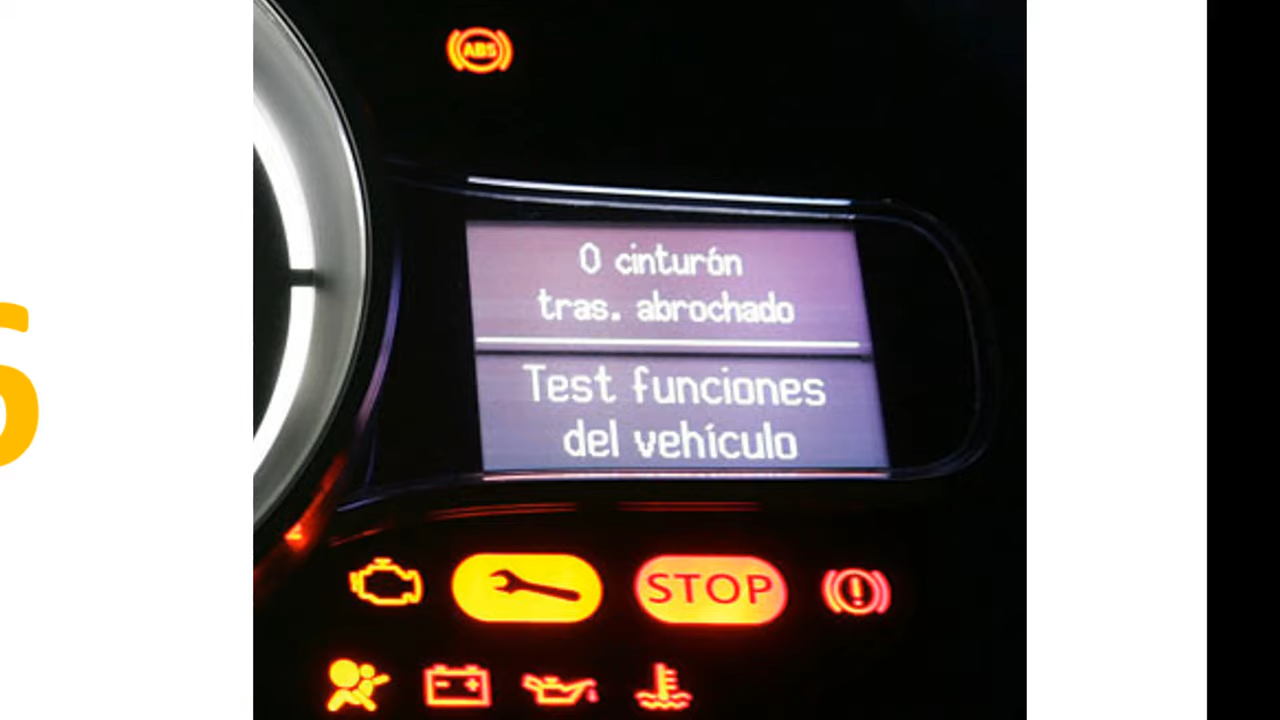 ABS
0 cinturón
tras. abrochado
Test funciones
del vehículo
STOP